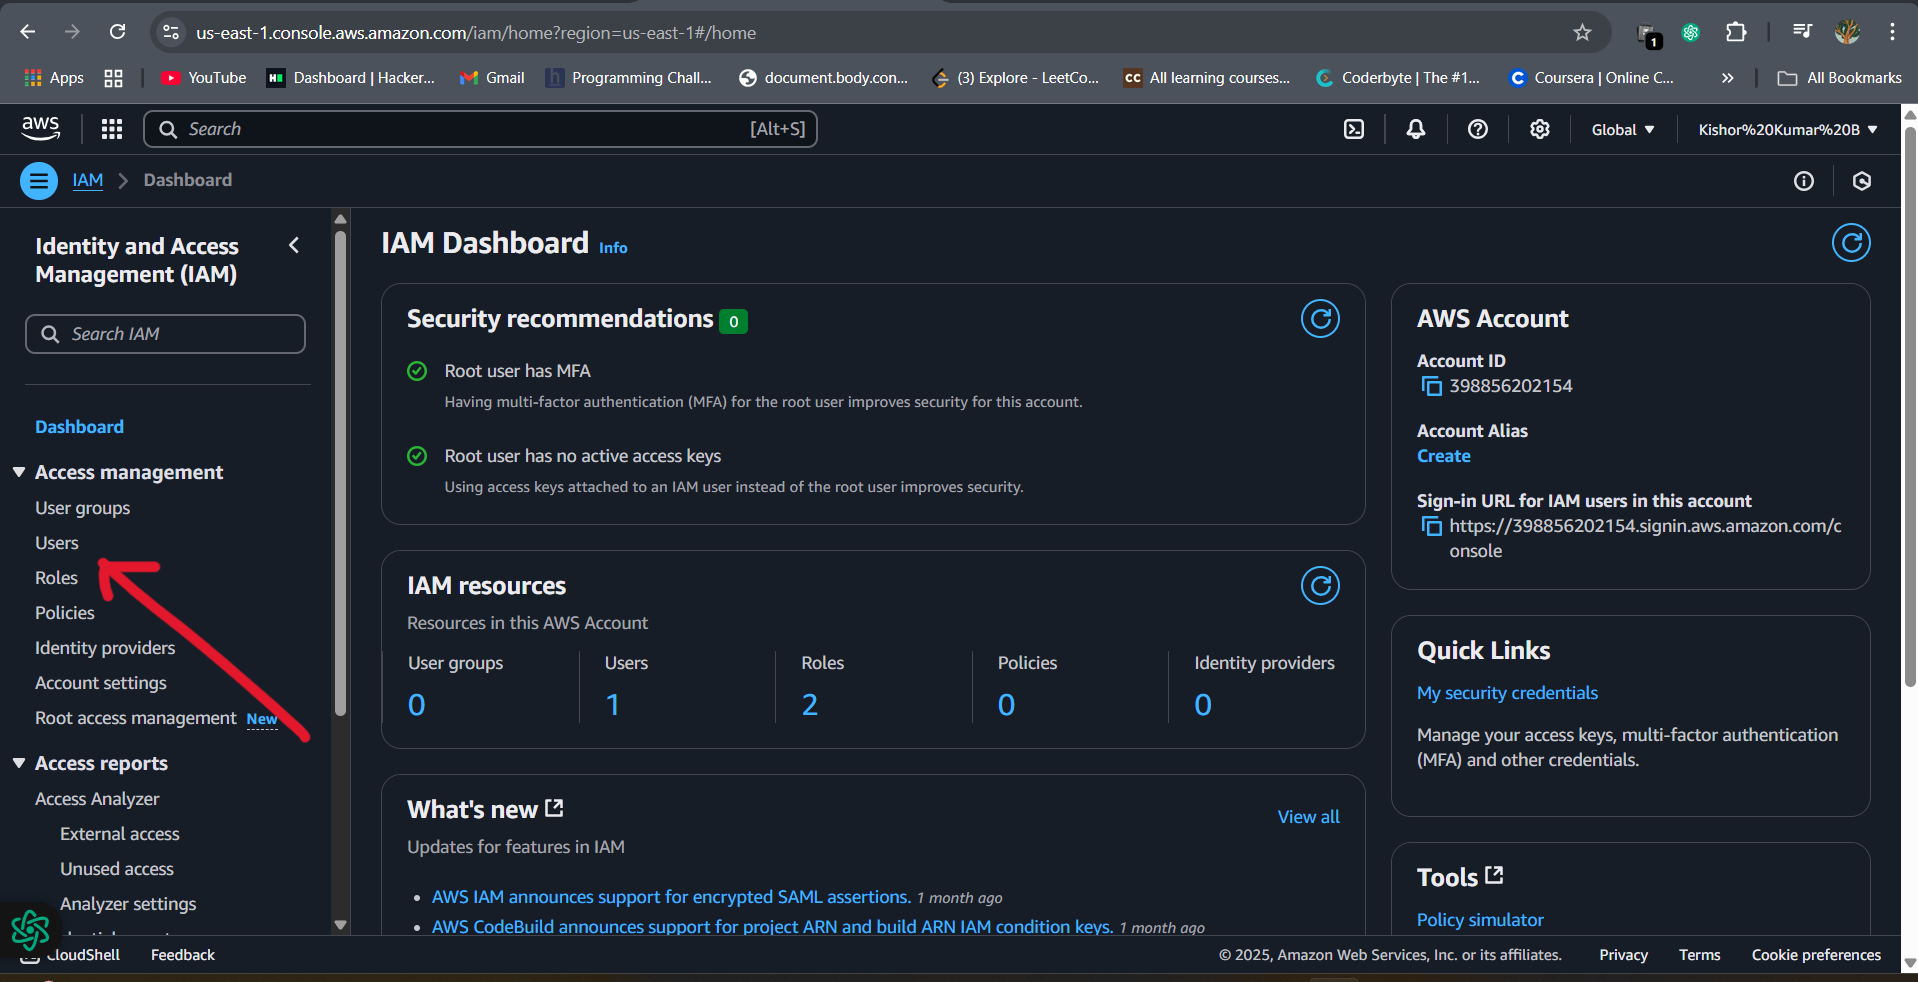 us-east-1.console.aws.amazon.com/iam/home?region=us-east-1#/home
1
Apps
YouTube
Dashboard | Hacker...
Gmail
Programming Chall...
document.body.con...
(3) Explore - LeetCo...
All learning courses...
Coderbyte | The #1...
Coursera | Online C...
»
All Bookmarks
aws
Search
[Alt+S]
Global
Kishor%20Kumar%20B
IAM
Dashboard
Identity and Access
Management (IAM)
Search IAM
Dashboard
Access management
User groups
Users
Roles
Policies
Identity providers
Account settings
Root access management New
Access reports
Access Analyzer
External access
Unused access
Analyzer settings
IAM Dashboard Info
Security recommendations 0
Root user has MFA
Having multi-factor authentication (MFA) for the root user improves security for this account.
Root user has no active access keys
Using access keys attached to an IAM user instead of the root user improves security.
IAM resources
Resources in this AWS Account
User groups
0
Users
1
Roles
2
Policies
0
Identity providers
0
What's new
View all
Updates for features in IAM
AWS IAM announces support for encrypted SAML assertions. 1 month ago
AWS CodeBuild announces support for project ARN and build ARN IAM condition keys. 1 month ago
AWS Account
Account ID
398856202154
Account Alias
Create
Sign-in URL for IAM users in this account
https://398856202154.signin.aws.amazon.com/c
onsole
Quick Links
My security credentials
Manage your access keys, multi-factor authentication
(MFA) and other credentials.
Tools
Policy simulator
CloudShell
Feedback
© 2025, Amazon Web Services, Inc. or its affiliates.
Privacy
Terms
Cookie preferences